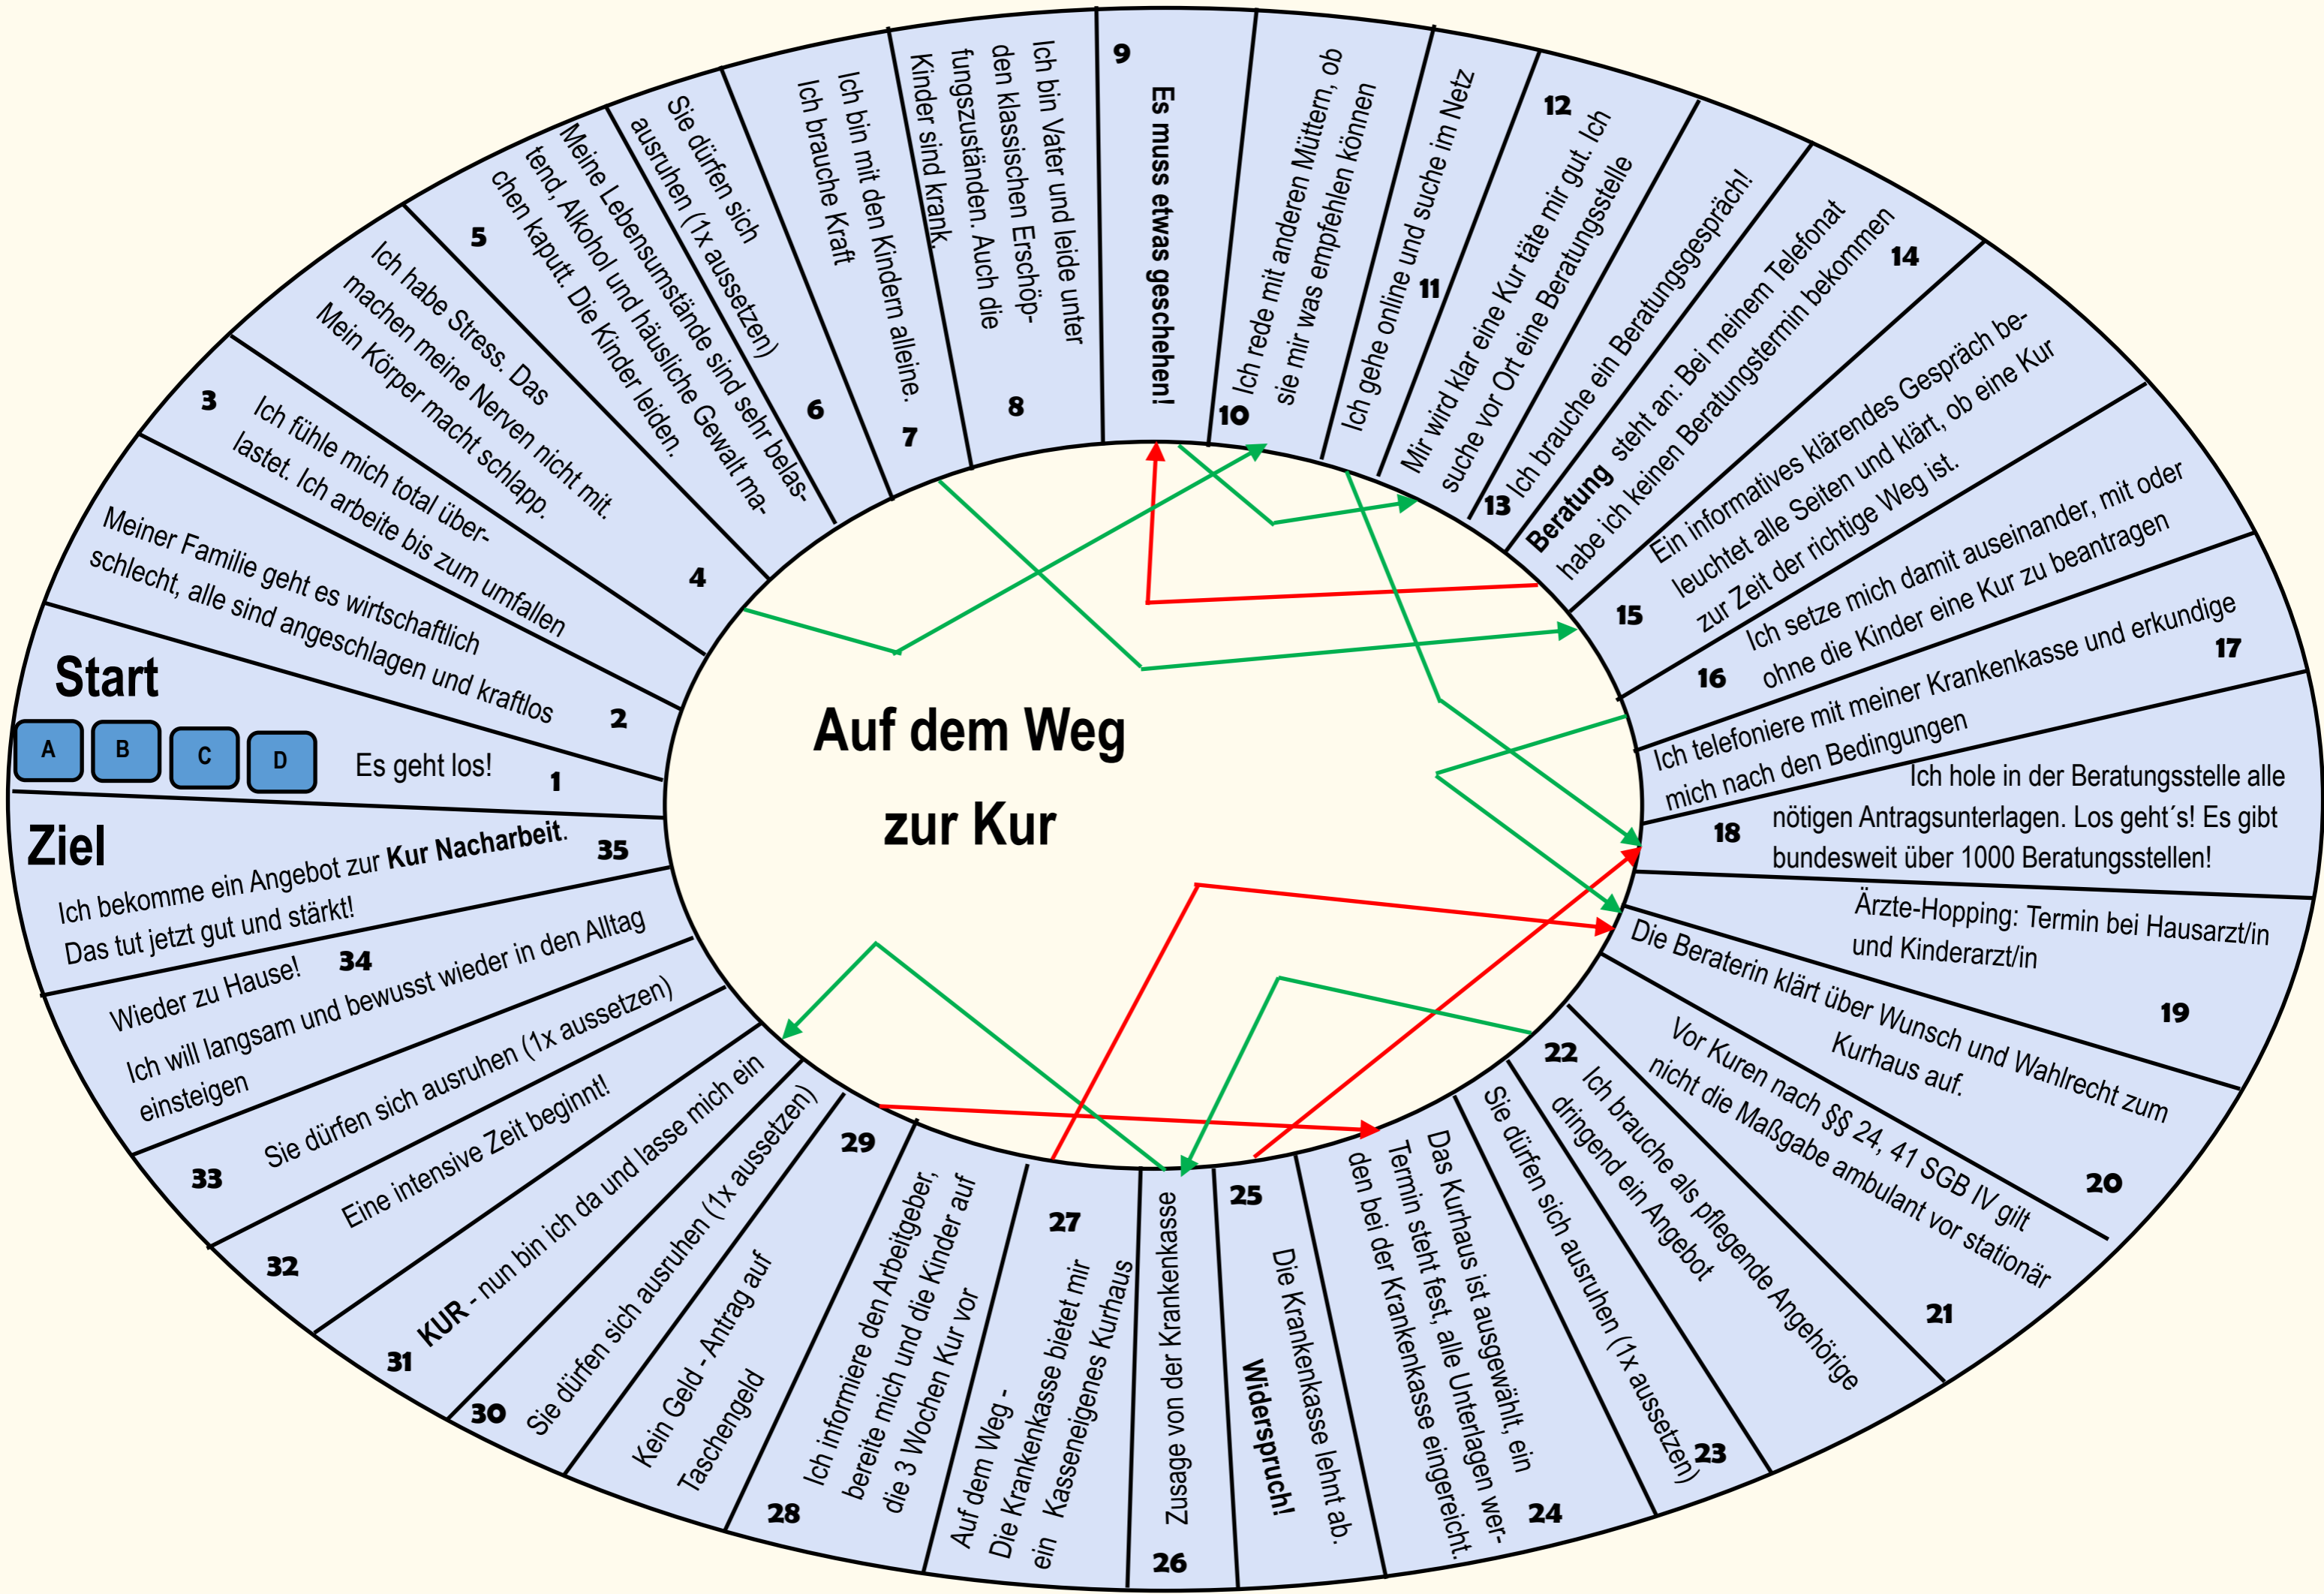 Auf dem Weg
zur Kur
Start
A
B
C
D
Es geht los!
1
Meiner Familie geht es wirtschaftlich
schlecht, alle sind angeschlagen und kraftlos
2
3
Ich fühle mich total über-
lastet. Ich arbeite bis zum umfallen
Ich habe Stress. Das
machen meine Nerven nicht mit.
Mein Körper macht schlapp.
4
5
Meine Lebensumstände sind sehr belas-
tend, Alkohol und häusliche Gewalt ma-
chen kaputt. Die Kinder leiden.
Sie dürfen sich
ausruhen (1x aussetzen)
6
Ich bin mit den Kindern alleine.
Ich brauche Kraft
7
Ich bin Vater und leide unter
den klassischen Erschöp-
fungszuständen. Auch die
Kinder sind krank.
8
9
Es muss etwas geschehen!
10
Ich rede mit anderen Müttern, ob
sie mir was empfehlen können
Ich gehe online und suche im Netz
11
12
Mir wird klar eine Kur täte mir gut. Ich
suche vor Ort eine Beratungsstelle
13
Ich brauche ein Beratungsgespräch!
Beratung steht an: Bei meinem Telefonat
habe ich keinen Beratungstermin bekommen
14
15
Ein informatives klärendes Gespräch be-
leuchtet alle Seiten und klärt, ob eine Kur
zur Zeit der richtige Weg ist.
16
Ich setze mich damit auseinander, mit oder
ohne die Kinder eine Kur zu beantragen
Ich telefoniere mit meiner Krankenkasse und erkundige
mich nach den Bedingungen
17
18
Ich hole in der Beratungsstelle alle
nötigen Antragsunterlagen. Los geht´s! Es gibt
bundesweit über 1000 Beratungsstellen!
Ärzte-Hopping: Termin bei Hausarzt/in
und Kinderarzt/in
19
Die Beraterin klärt über Wunsch und Wahlrecht zum
Kurhaus auf.
20
Vor Kuren nach §§ 24, 41 SGB IV gilt
nicht die Maßgabe ambulant vor stationär
21
22
Ich brauche als pflegende Angehörige
dringend ein Angebot
Sie dürfen sich ausruhen (1x aussetzen)
23
Das Kurhaus ist ausgewählt, ein
Termin steht fest, alle Unterlagen wer-
den bei der Krankenkasse eingereicht.
24
25
Die Krankenkasse lehnt ab.
Widerspruch!
Zusage von der Krankenkasse
26
27
Auf dem Weg -
Die Krankenkasse bietet mir
ein Kasseneigenes Kurhaus
Ich informiere den Arbeitgeber,
bereite mich und die Kinder auf
die 3 Wochen Kur vor
28
29
Kein Geld - Antrag auf
Taschengeld
30
Sie dürfen sich ausruhen (1x aussetzen)
31
KUR - nun bin ich da und lasse mich ein
32
Eine intensive Zeit beginnt!
33
Sie dürfen sich ausruhen (1x aussetzen)
Wieder zu Hause!
34
Ich will langsam und bewusst wieder in den Alltag
einsteigen
Ziel
35
Ich bekomme ein Angebot zur Kur Nacharbeit.
Das tut jetzt gut und stärkt!